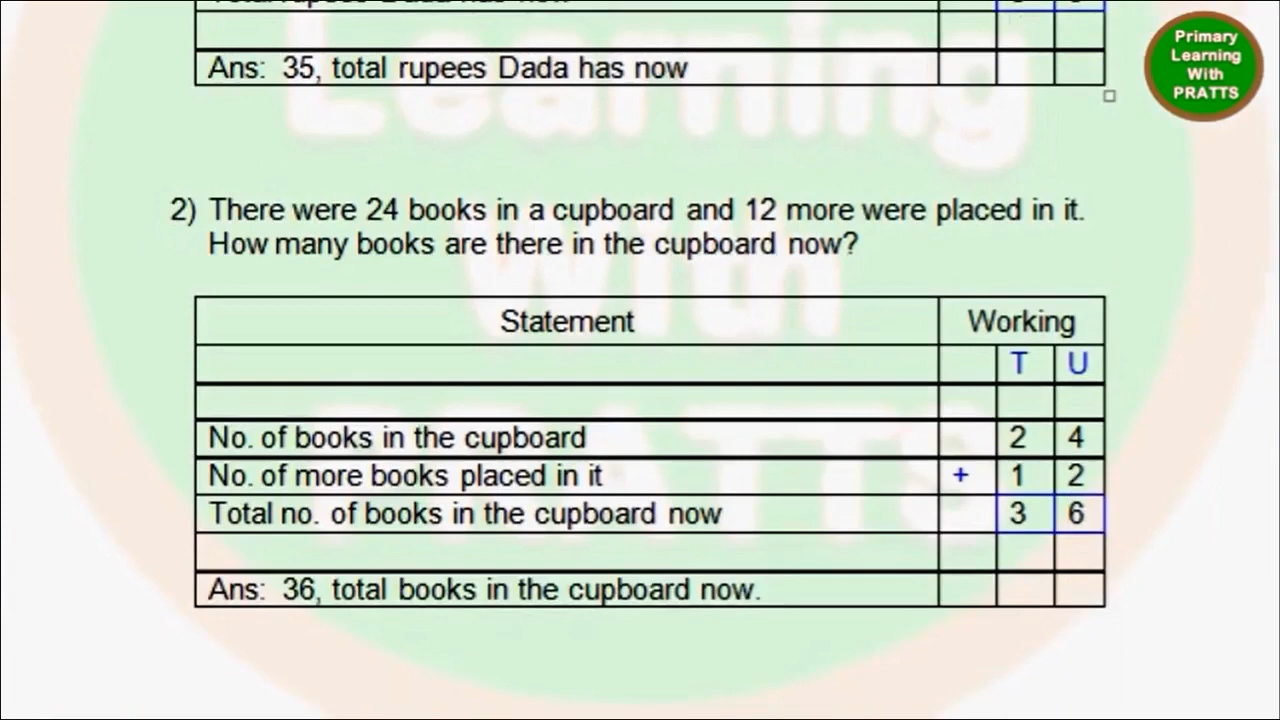 Ans: 35, total rupees Dada has now
Primary
Learning
With
PRATTS
2) There were 24 books in a cupboard and 12 more were placed in it.
How many books are there in the cupboard now?
Statement Working
T U
No. of books in the cupboard 2 4
No. of more books placed in it + 1 2
Total no. of books in the cupboard now 3 6
Ans: 36, total books in the cupboard now.
Learning
With
PRATTS